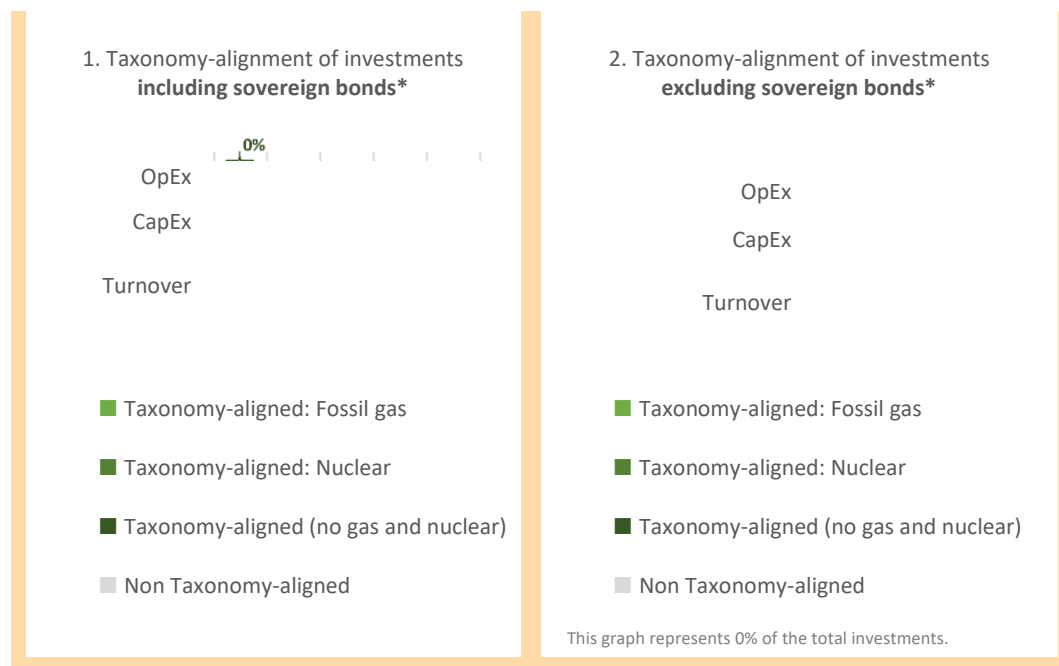 1. Taxonomy-alignment of investments
including sovereign bonds*
0%
OpEx
CapEx
Turnover
Taxonomy-aligned: Fossil gas
Taxonomy-aligned: Nuclear
Taxonomy-aligned (no gas and nuclear)
Non Taxonomy-aligned
2. Taxonomy-alignment of investments
excluding sovereign bonds*
OpEx
CapEx
Turnover
Taxonomy-aligned: Fossil gas
Taxonomy-aligned: Nuclear
Taxonomy-aligned (no gas and nuclear)
Non Taxonomy-aligned
This graph represents 0% of the total investments.